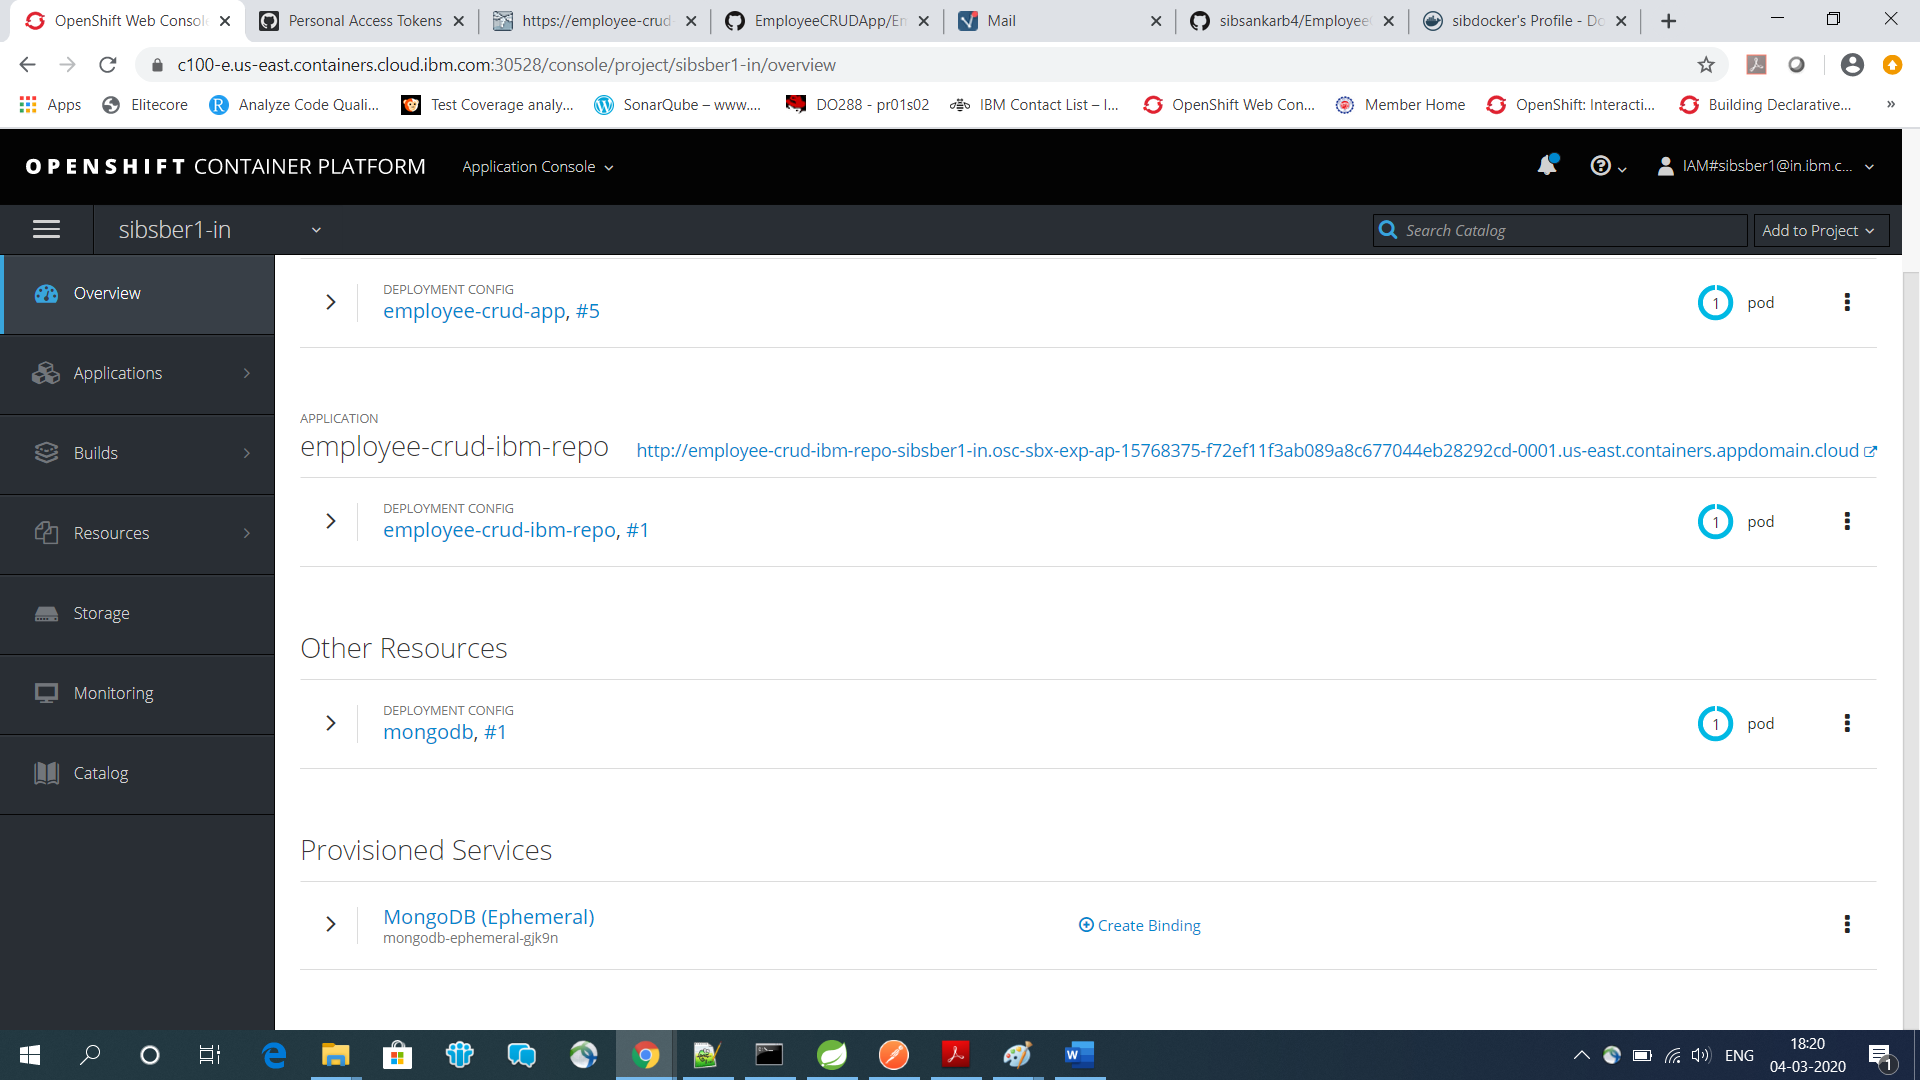 OpenShift Web Consol
Personal Access Tokens
https://employee-crud-
EmployeeCRUDApp/Em
Mail
sibsankarb4/Employee
sibdocker's Profile - Do
c100-e.us-east.containers.cloud.ibm.com:30528/console/project/sibsber1-in/overview
Apps
Elitecore
Analyze Code Quali...
Test Coverage analy...
SonarQube – www....
DO288 - pr01s02
IBM Contact List – I...
OpenShift Web Con...
Member Home
OpenShift: Interacti...
Building Declarative...
»
OPENSHIFT CONTAINER PLATFORM
Application Console
IAM#sibsber1@in.ibm.c...
sibsber1-in
Search Catalog
Add to Project
Overview
Applications
Builds
Resources
Storage
Monitoring
Catalog
DEPLOYMENT CONFIG
employee-crud-app, #5
1 pod
APPLICATION
employee-crud-ibm-repo
http://employee-crud-ibm-repo-sibsber1-in.osc-sbx-exp-ap-15768375-f72ef11f3ab089a8c677044eb28292cd-0001.us-east.containers.appdomain.cloud
DEPLOYMENT CONFIG
employee-crud-ibm-repo, #1
1 pod
Other Resources
DEPLOYMENT CONFIG
mongodb, #1
1 pod
Provisioned Services
MongoDB (Ephemeral)
mongodb-ephemeral-gjk9n
Create Binding
ENG
18:20
04-03-2020
1